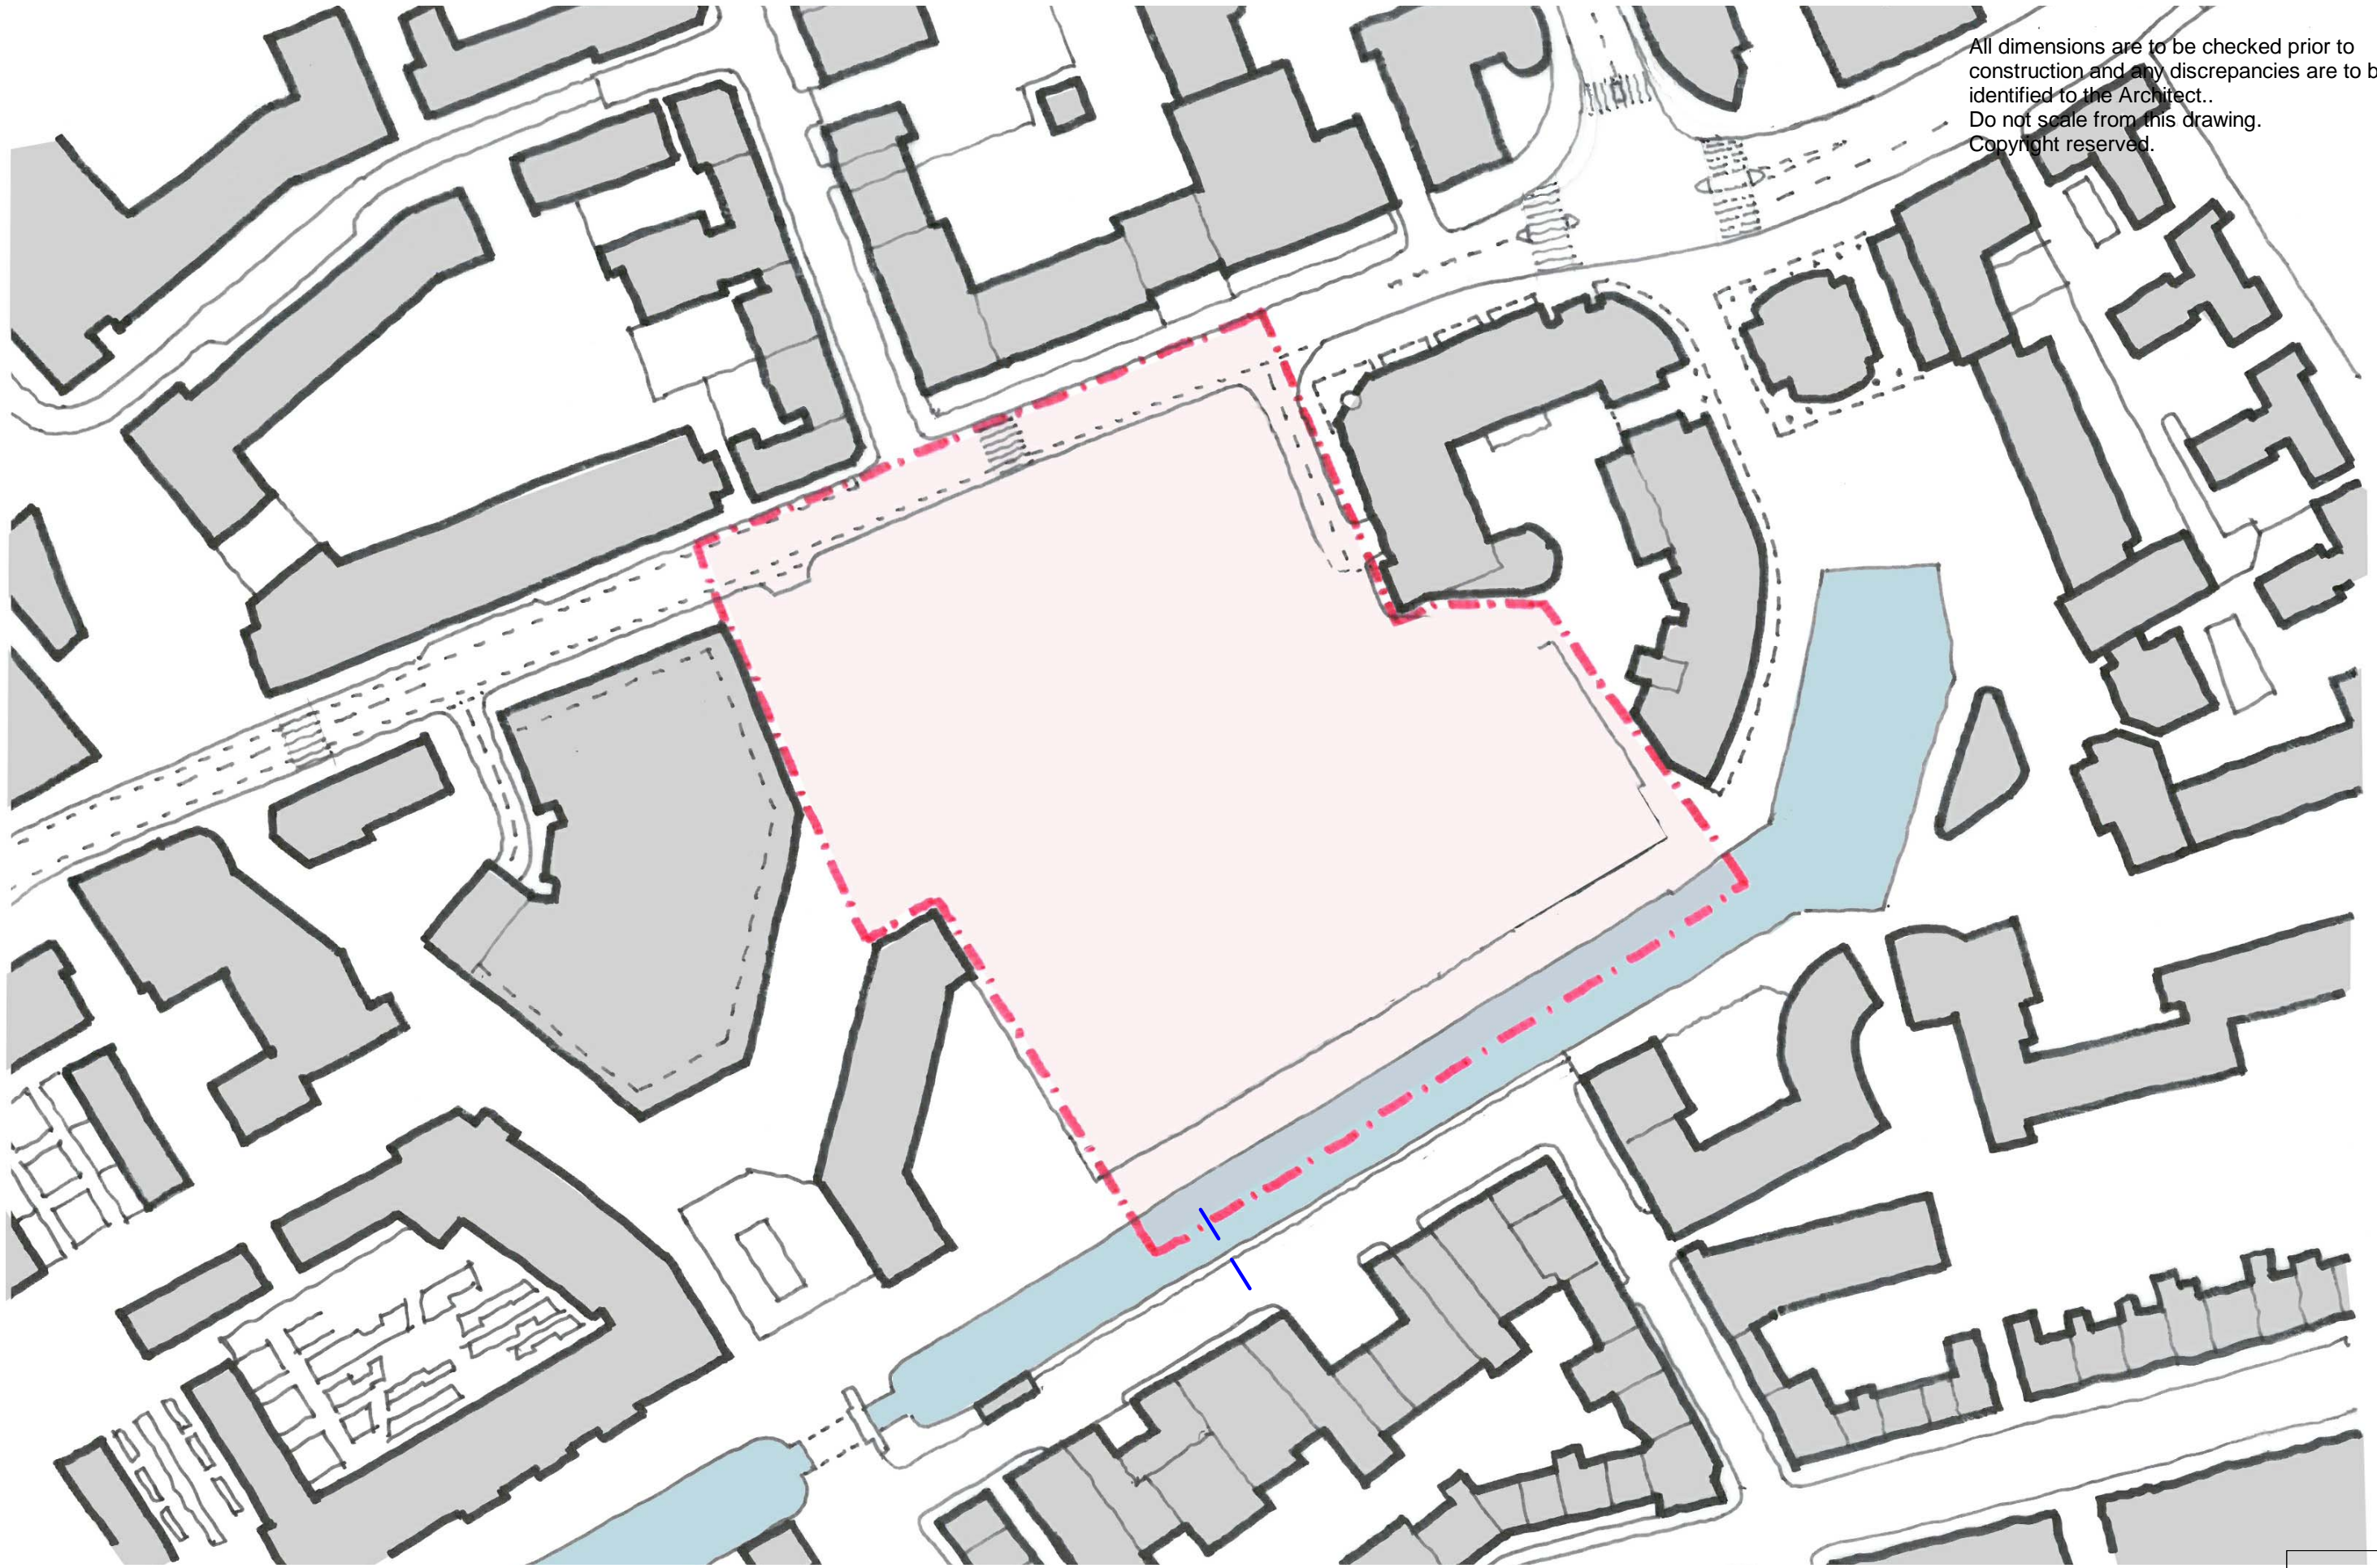 All dimensions are to be checked prior to
construction and any discrepancies are to b
identified to the Architect..
Do not scale from this drawing.
Copyright reserved.